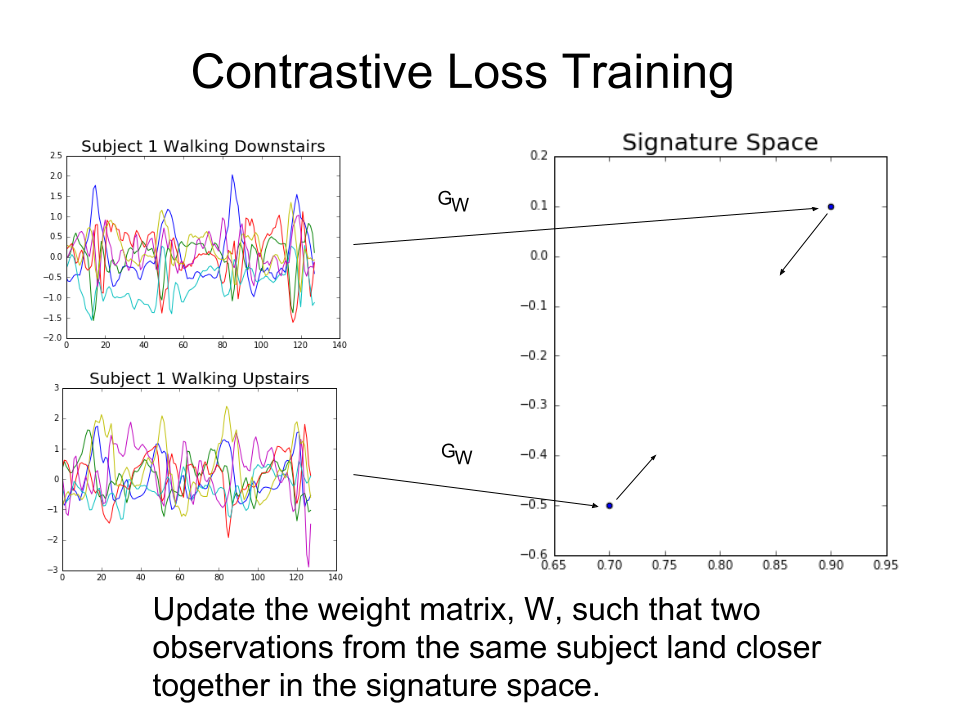 Contrastive Loss Training
Subject 1 Walking Downstairs
2.5
2.0
1.5
1.0
0.5
0.0
−0.5
−1.0
−1.5
−2.0
0 20 40 60 80 100 120 140
Subject 1 Walking Upstairs
3
2
1
0
−1
−2
−3
0 20 40 60 80 100 120 140
GW
GW
Signature Space
0.2
0.1
0.0
−0.1
−0.2
−0.3
−0.4
−0.5
−0.6
0.65 0.70 0.75 0.80 0.85 0.90 0.95
Update the weight matrix, W, such that two
observations from the same subject land closer
together in the signature space.